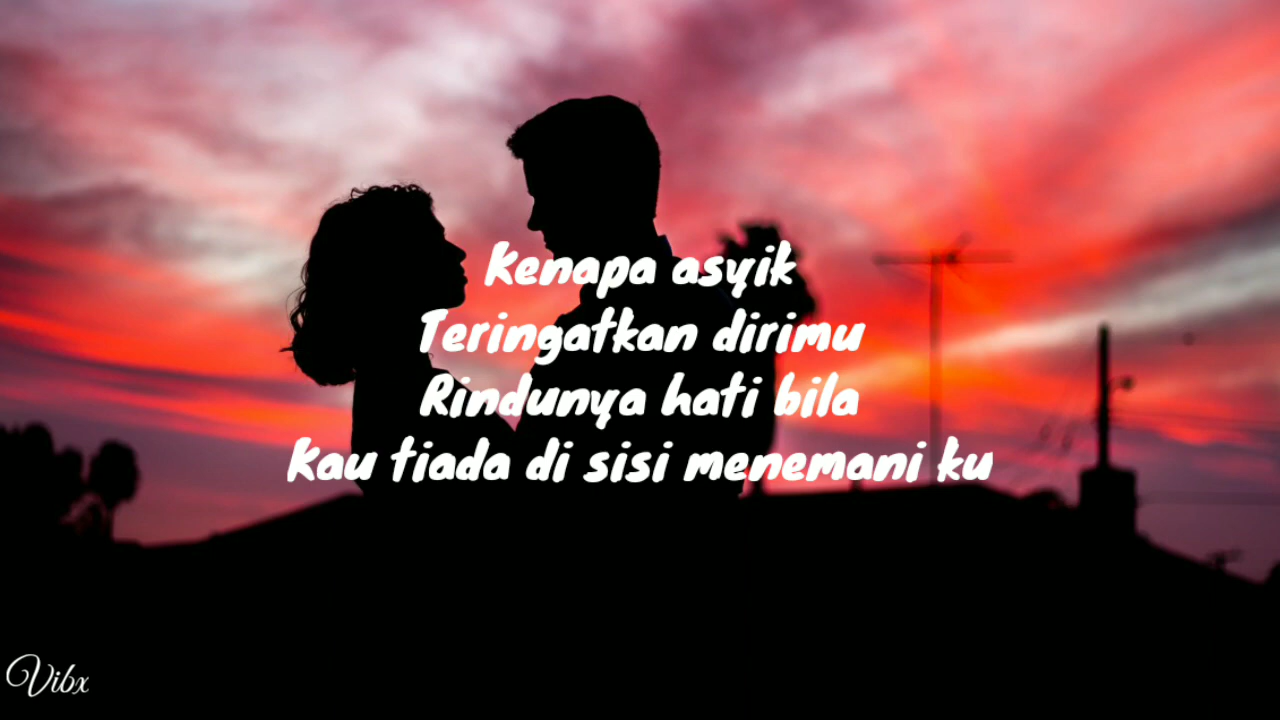 Kenapa asyik
Teringatkan dirimu
Rindunya hati bila
Kau tiada di sisi menemani ku
Vibx